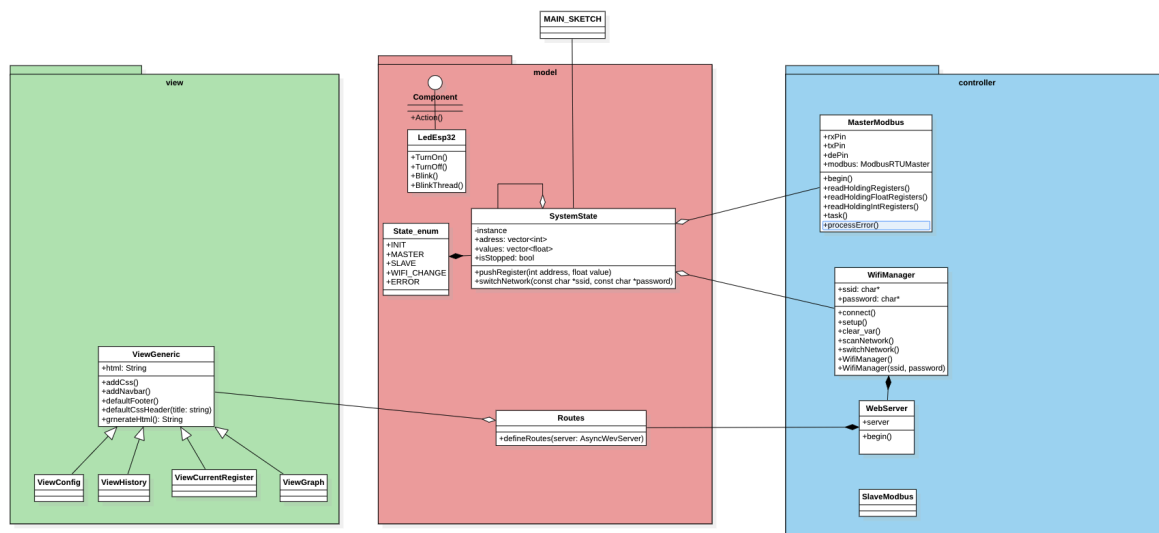 MAIN_SKETCH
view
model
controller
Component
+Action()
LedEsp32
+TurnOn()
+TurnOff()
+Blink()
+BlinkThread()
State_enum
+INIT
+MASTER
+SLAVE
+WIFI_CHANGE
+ERROR
SystemState
-instance
+adress: vector<int>
+values: vector<float>
+isStopped: bool
+pushRegister(int address, float value)
+switchNetwork(const char *ssid, const char *password)
MasterModbus
+rxPin
+txPin
+dePin
+modbus: ModbusRTUMaster
+begin()
+readHoldingRegisters()
+readHoldingFloatRegisters()
+readHoldingIntRegisters()
+task()
+processError()
WifiManager
+ssid: char*
+password: char*
+connect()
+setup()
+clear_var()
+scanNetwork()
+switchNetwork()
+WifiManager()
+WifiManager(ssid, password)
ViewGeneric
+html: String
+addCss()
+addNavbar()
+defaultFooter()
+defaultCssHeader(title: string)
+grnerateHtml(): String
Routes
+defineRoutes(server: AsyncWevServer)
WebServer
+server
+begin()
ViewConfig
ViewHistory
ViewCurrentRegister
ViewGraph
SlaveModbus